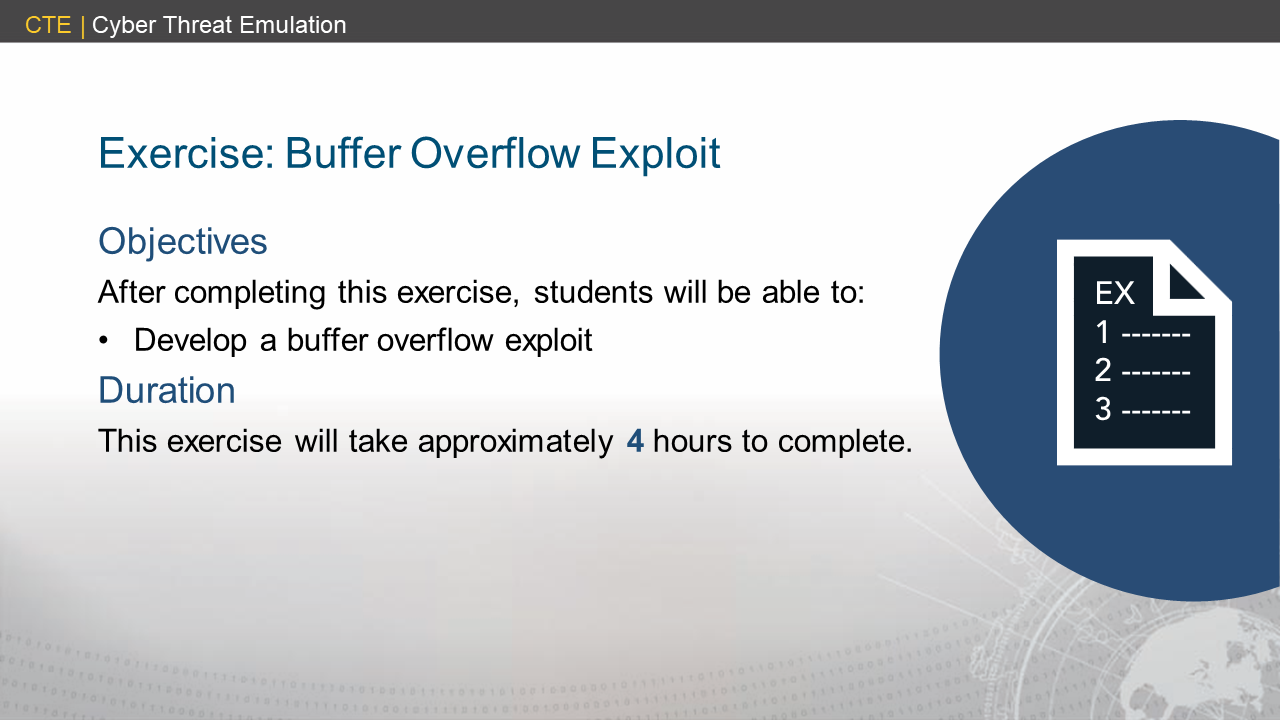 CTE | Cyber Threat Emulation
Exercise: Buffer Overflow Exploit
Objectives
After completing this exercise, students will be able to:
• Develop a buffer overflow exploit
Duration
This exercise will take approximately 4 hours to complete.
EX
1 -------
2 -------
3 -------